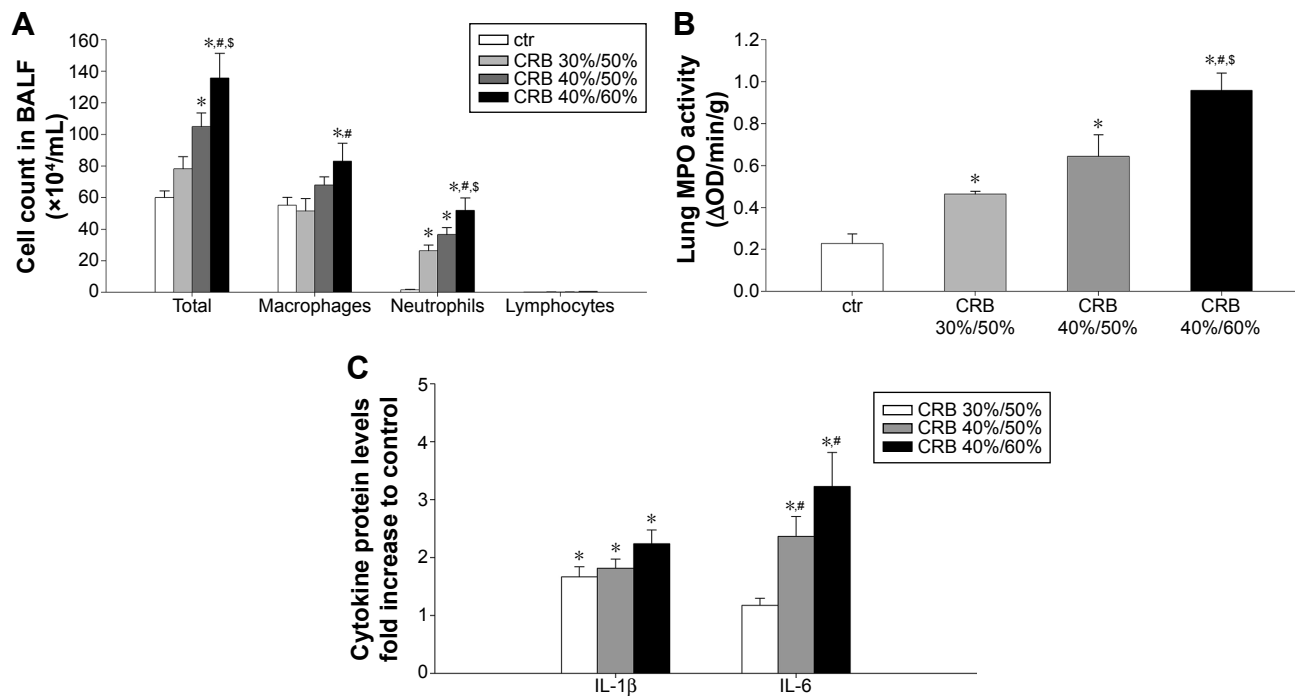 A
Cell count in BALF
(×10⁴/mL)
160
140
120
100
80
60
40
20
0
*,#,$
*
*,#
*,#,$
*
*
Total
Macrophages
Neutrophils
Lymphocytes
ctr
CRB 30%/50%
CRB 40%/50%
CRB 40%/60%
B
Lung MPO activity
(ΔOD/min/g)
1.2
1.0
0.8
0.6
0.4
0.2
0.0
*
*
*,#,$
ctr
CRB
30%/50%
CRB
40%/50%
CRB
40%/60%
C
Cytokine protein levels
fold increase to control
5
4
3
2
1
0
*
*
*
*,#
*,#
IL-1β
IL-6
CRB 30%/50%
CRB 40%/50%
CRB 40%/60%